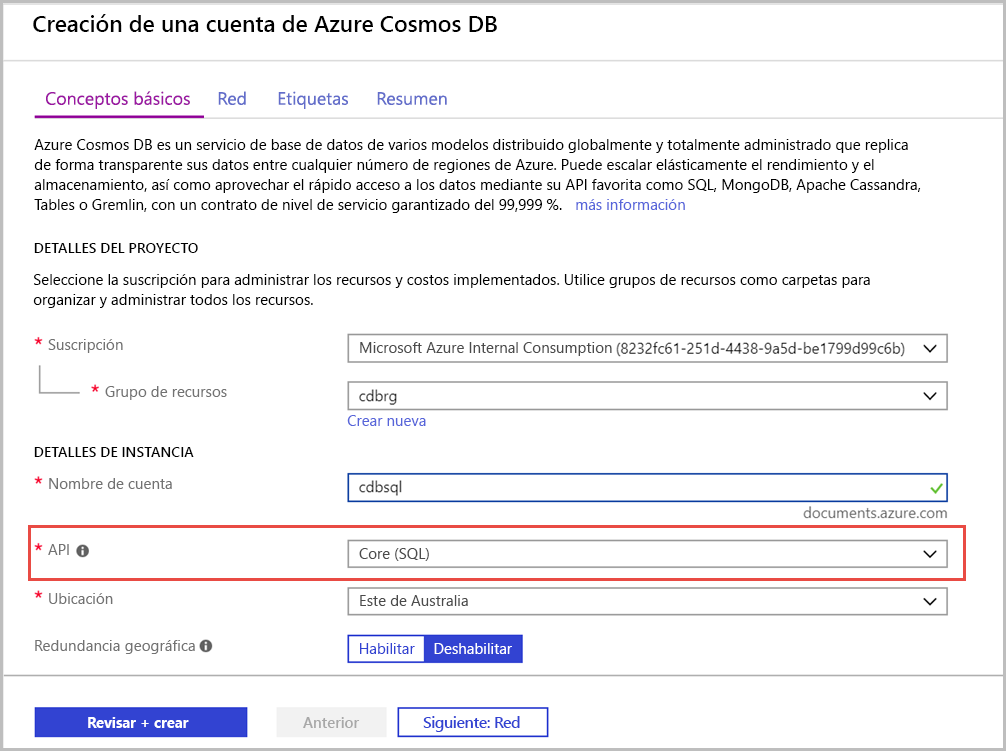 Creación de una cuenta de Azure Cosmos DB
Conceptos básicos Red Etiquetas Resumen
Azure Cosmos DB es un servicio de base de datos de varios modelos distribuido globalmente y totalmente administrado que replica
de forma transparente sus datos entre cualquier número de regiones de Azure. Puede escalar elásticamente el rendimiento y el
almacenamiento, así como aprovechar el rápido acceso a los datos mediante su API favorita como SQL, MongoDB, Apache Cassandra,
Tables o Gremlin, con un contrato de nivel de servicio garantizado del 99,999 %. más información
DETALLES DEL PROYECTO
Seleccione la suscripción para administrar los recursos y costos implementados. Utilice grupos de recursos como carpetas para
organizar y administrar todos los recursos.
* Suscripción Microsoft Azure Internal Consumption (8232fc61-251d-4438-9a5d-be1799d99c6b)
* Grupo de recursos cdbrg
Crear nueva
DETALLES DE INSTANCIA
* Nombre de cuenta cdbsql
documents.azure.com
* API Core (SQL)
* Ubicación Este de Australia
Redundancia geográfica Habilitar Deshabilitar
Revisar + crear Anterior Siguiente: Red